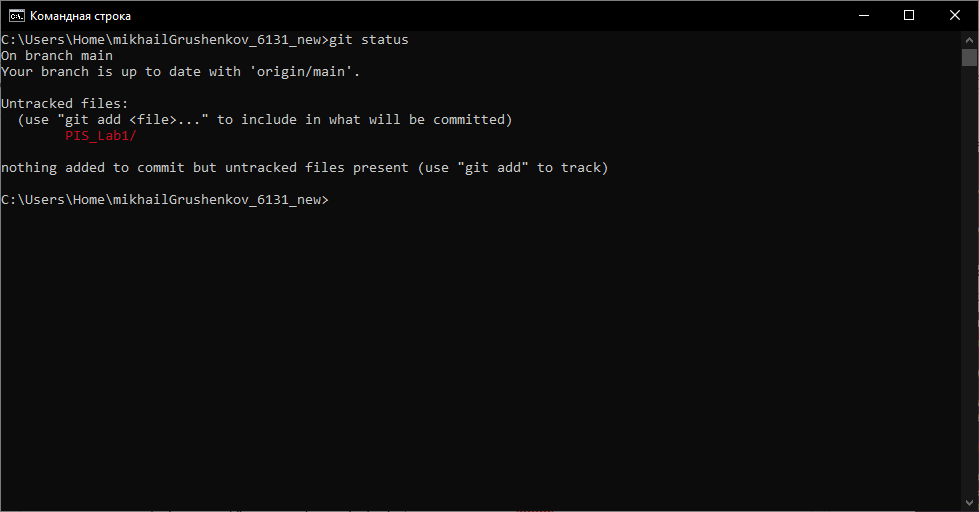 Командная строка
C:\Users\Home\mikhailGrushenkov_6131_new>git status
On branch main
Your branch is up to date with 'origin/main'.
Untracked files:
  (use "git add <file>..." to include in what will be committed)
        PIS_Lab1/
nothing added to commit but untracked files present (use "git add" to track)
C:\Users\Home\mikhailGrushenkov_6131_new>